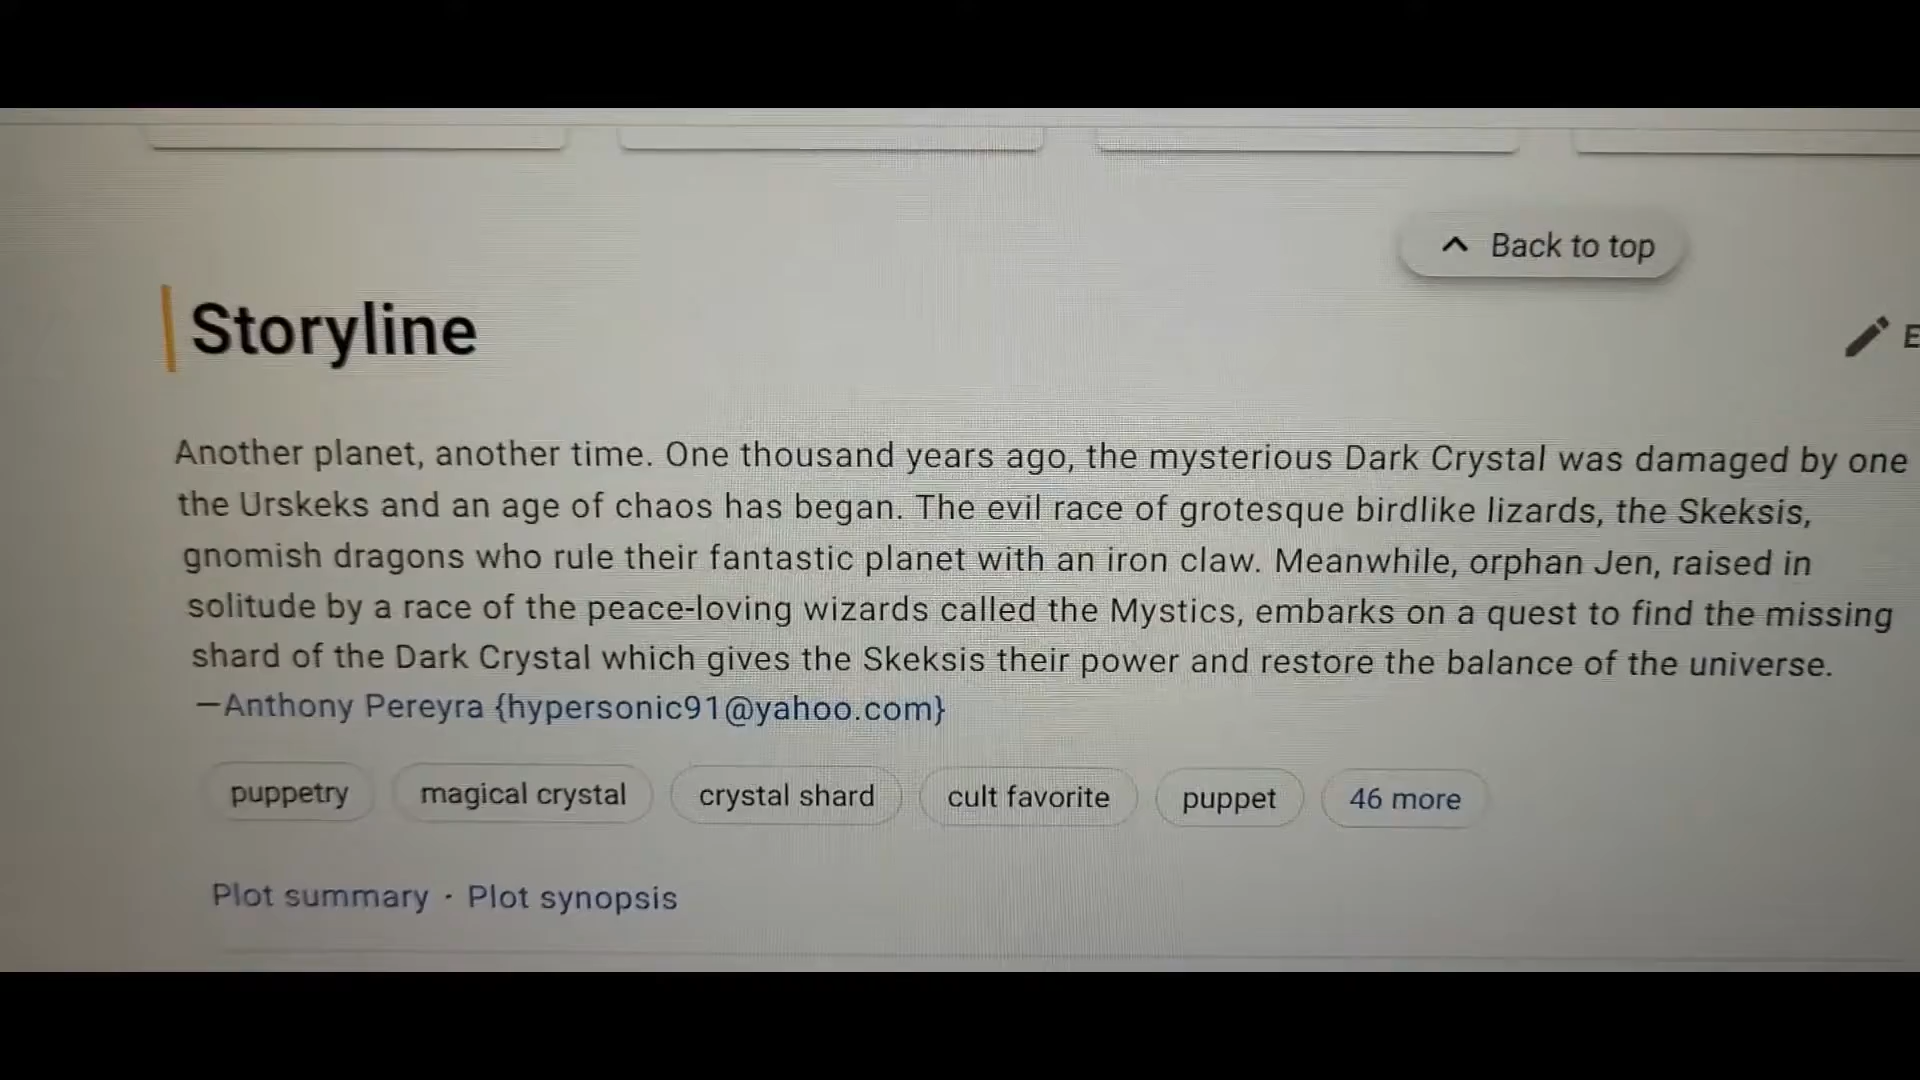 Back to top
Storyline
E
Another planet, another time. One thousand years ago, the mysterious Dark Crystal was damaged by one
the Urskeks and an age of chaos has began. The evil race of grotesque birdlike lizards, the Skeksis,
gnomish dragons who rule their fantastic planet with an iron claw. Meanwhile, orphan Jen, raised in
solitude by a race of the peace-loving wizards called the Mystics, embarks on a quest to find the missing
shard of the Dark Crystal which gives the Skeksis their power and restore the balance of the universe.
—Anthony Pereyra {hypersonic91@yahoo.com}
puppetry magical crystal crystal shard cult favorite puppet 46 more
Plot summary · Plot synopsis